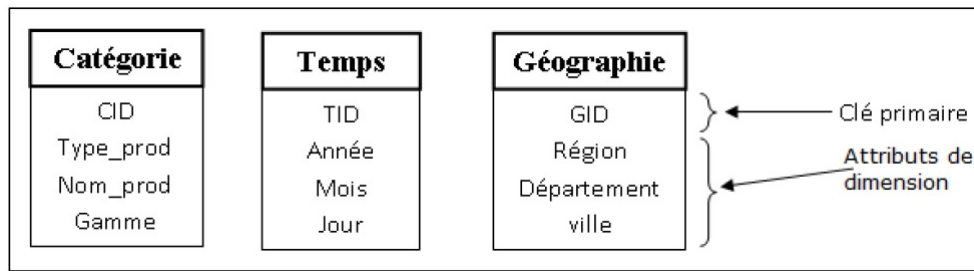 Catégorie
CID
Type_prod
Nom_prod
Gamme
Temps
TID
Année
Mois
Jour
Géographie
GID
Région
Département
ville
Clé primaire
Attributs de
dimension